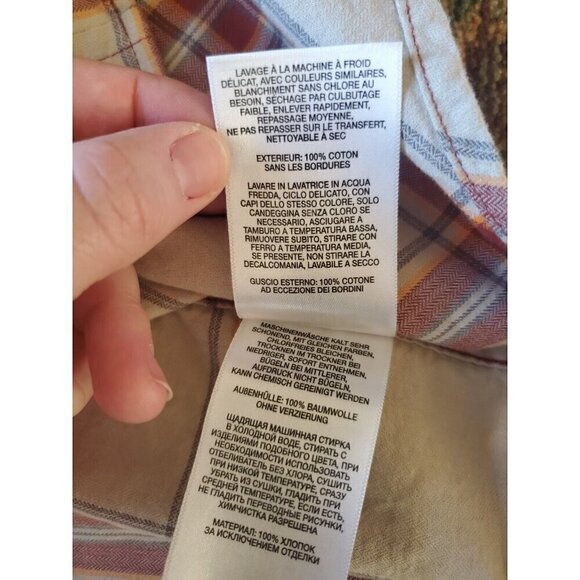 LAVAGE À LA MACHINE À FROID
DÉLICAT, AVEC COULEURS SIMILAIRES,
BLANCHIMENT SANS CHLORE AU
BESOIN, SÉCHAGE PAR CULBUTAGE
FAIBLE, ENLEVER RAPIDEMENT,
REPASSAGE MOYENNE,
NE PAS REPASSER SUR LE TRANSFERT,
NETTOYABLE À SEC
EXTERIEUR: 100% COTON
SANS LES BORDURES
LAVARE IN LAVATRICE IN ACQUA
FREDDA, CICLO DELICATO, CON
CAPI DELLO STESSO COLORE, SOLO
CANDEGGINA SENZA CLORO SE
NECESSARIO, ASCIUGARE A
TAMBURO A TEMPERATURA BASSA,
RIMUOVERE SUBITO, STIRARE CON
FERRO A TEMPERATURA MEDIA,
SE PRESENTE, NON STIRARE LA
DECALCOMANIA, LAVABILE A SECCO
GUSCIO ESTERNO: 100% COTONE
AD ECCEZIONE DEI BORDINI
MASCHINENWÄSCHE KALT SEHR
SCHONEND, MIT GLEICHEN FARBEN,
CHLORFREIES BLEICHEN,
TROCKNEN IM TROCKNER BEI
NIEDRIGER, SOFORT ENTNEHMEN,
BÜGELN BEI MITTLERER,
AUFDRUCK NICHT BÜGELN,
KANN CHEMISCH GEREINIGT WERDEN
AUßENHÜLLE: 100% BAUMWOLLE
OHNE VERZIERUNG
ЩАДЯЩАЯ МАШИННАЯ СТИРКА
В ХОЛОДНОЙ ВОДЕ, СТИРАТЬ С
ИЗДЕЛИЯМИ ПОДОБНОГО ЦВЕТА, ПРИ
НЕОБХОДИМОСТИ ИСПОЛЬЗОВАТЬ
ОТБЕЛИВАТЕЛЬ БЕЗ ХЛОРА, СУШИТЬ
ПРИ НИЗКОЙ ТЕМПЕРАТУРЕ, СРАЗУ
УБРАТЬ ИЗ СУШКИ, ГЛАДИТЬ ПРИ
СРЕДНЕЙ ТЕМПЕРАТУРЕ, ЕСЛИ ЕСТЬ,
НЕ ГЛАДИТЬ ПЕРЕВОДНЫЕ РИСУНКИ,
ХИМЧИСТКА РАЗРЕШЕНА
МАТЕРИАЛ: 100% ХЛОПОК
ЗА ИСКЛЮЧЕНИЕМ ОТДЕЛКИ